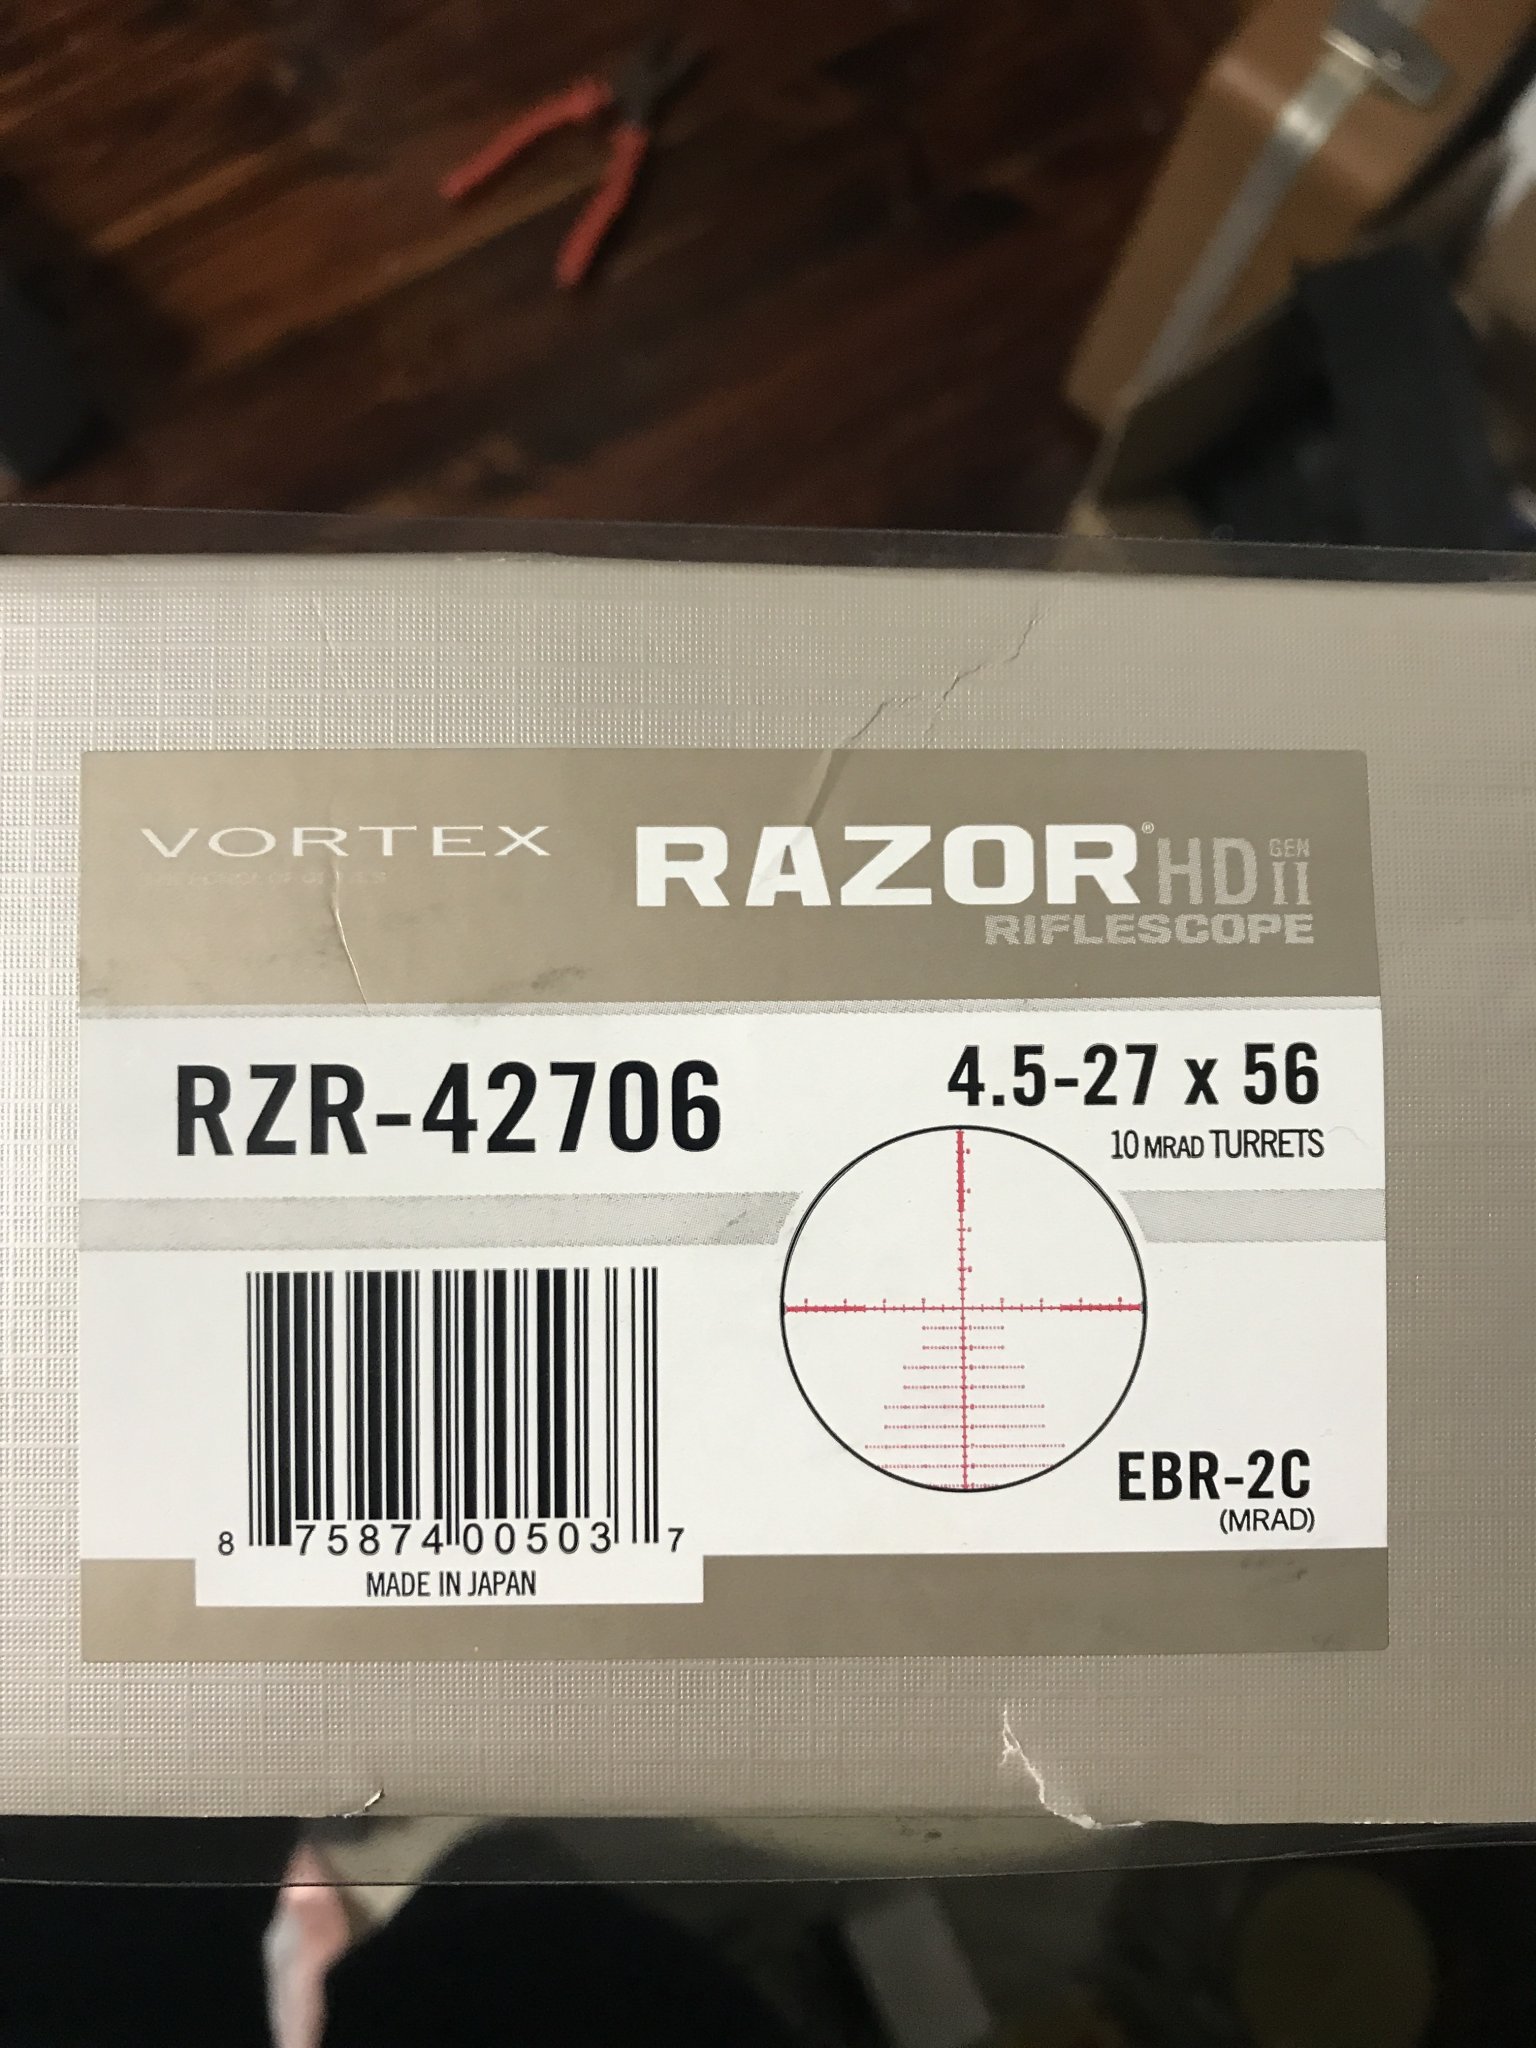 VORTEX
RAZOR® HD GEN II
RIFLESCOPE
RZR-42706
4.5-27 x 56
10 MRAD TURRETS
EBR-2C
(MRAD)
8 75874 00503 7
MADE IN JAPAN